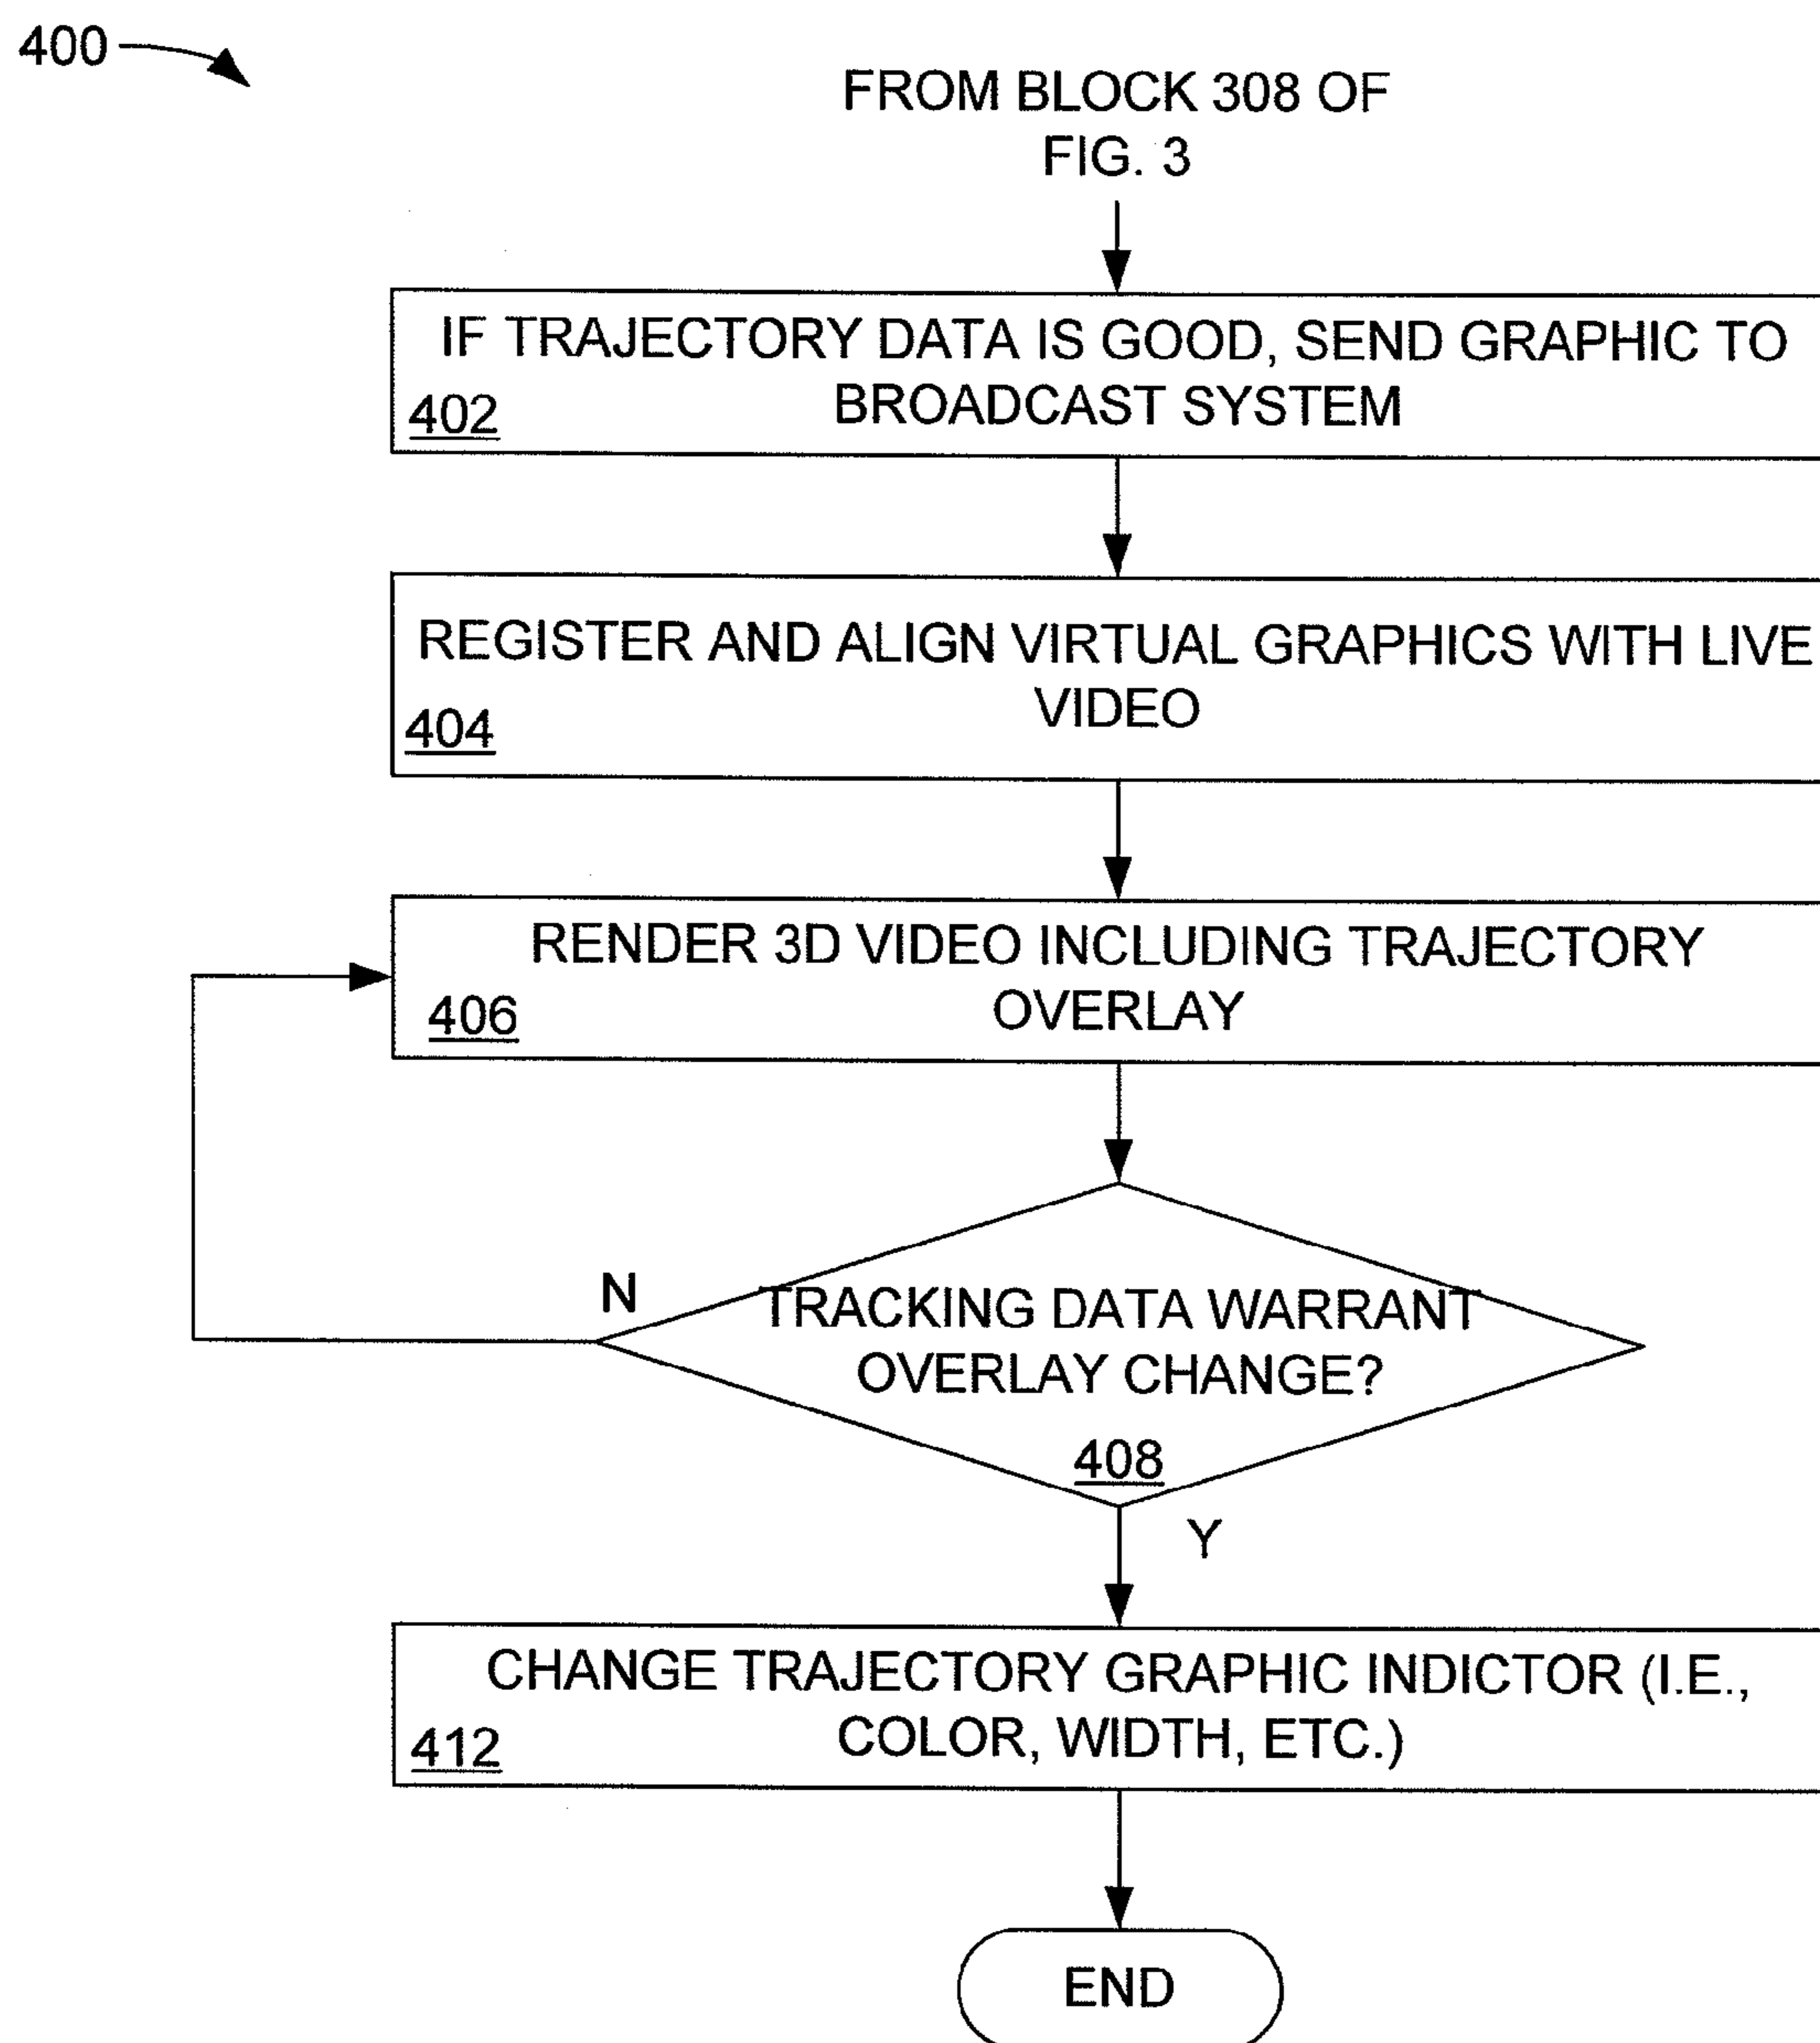 400
FROM BLOCK 308 OF
FIG. 3
IF TRAJECTORY DATA IS GOOD, SEND GRAPHIC TO
BROADCAST SYSTEM
402
REGISTER AND ALIGN VIRTUAL GRAPHICS WITH LIVE
VIDEO
404
RENDER 3D VIDEO INCLUDING TRAJECTORY
OVERLAY
406
N
TRACKING DATA WARRANT
OVERLAY CHANGE?
408
Y
CHANGE TRAJECTORY GRAPHIC INDICTOR (I.E.,
COLOR, WIDTH, ETC.)
412
END